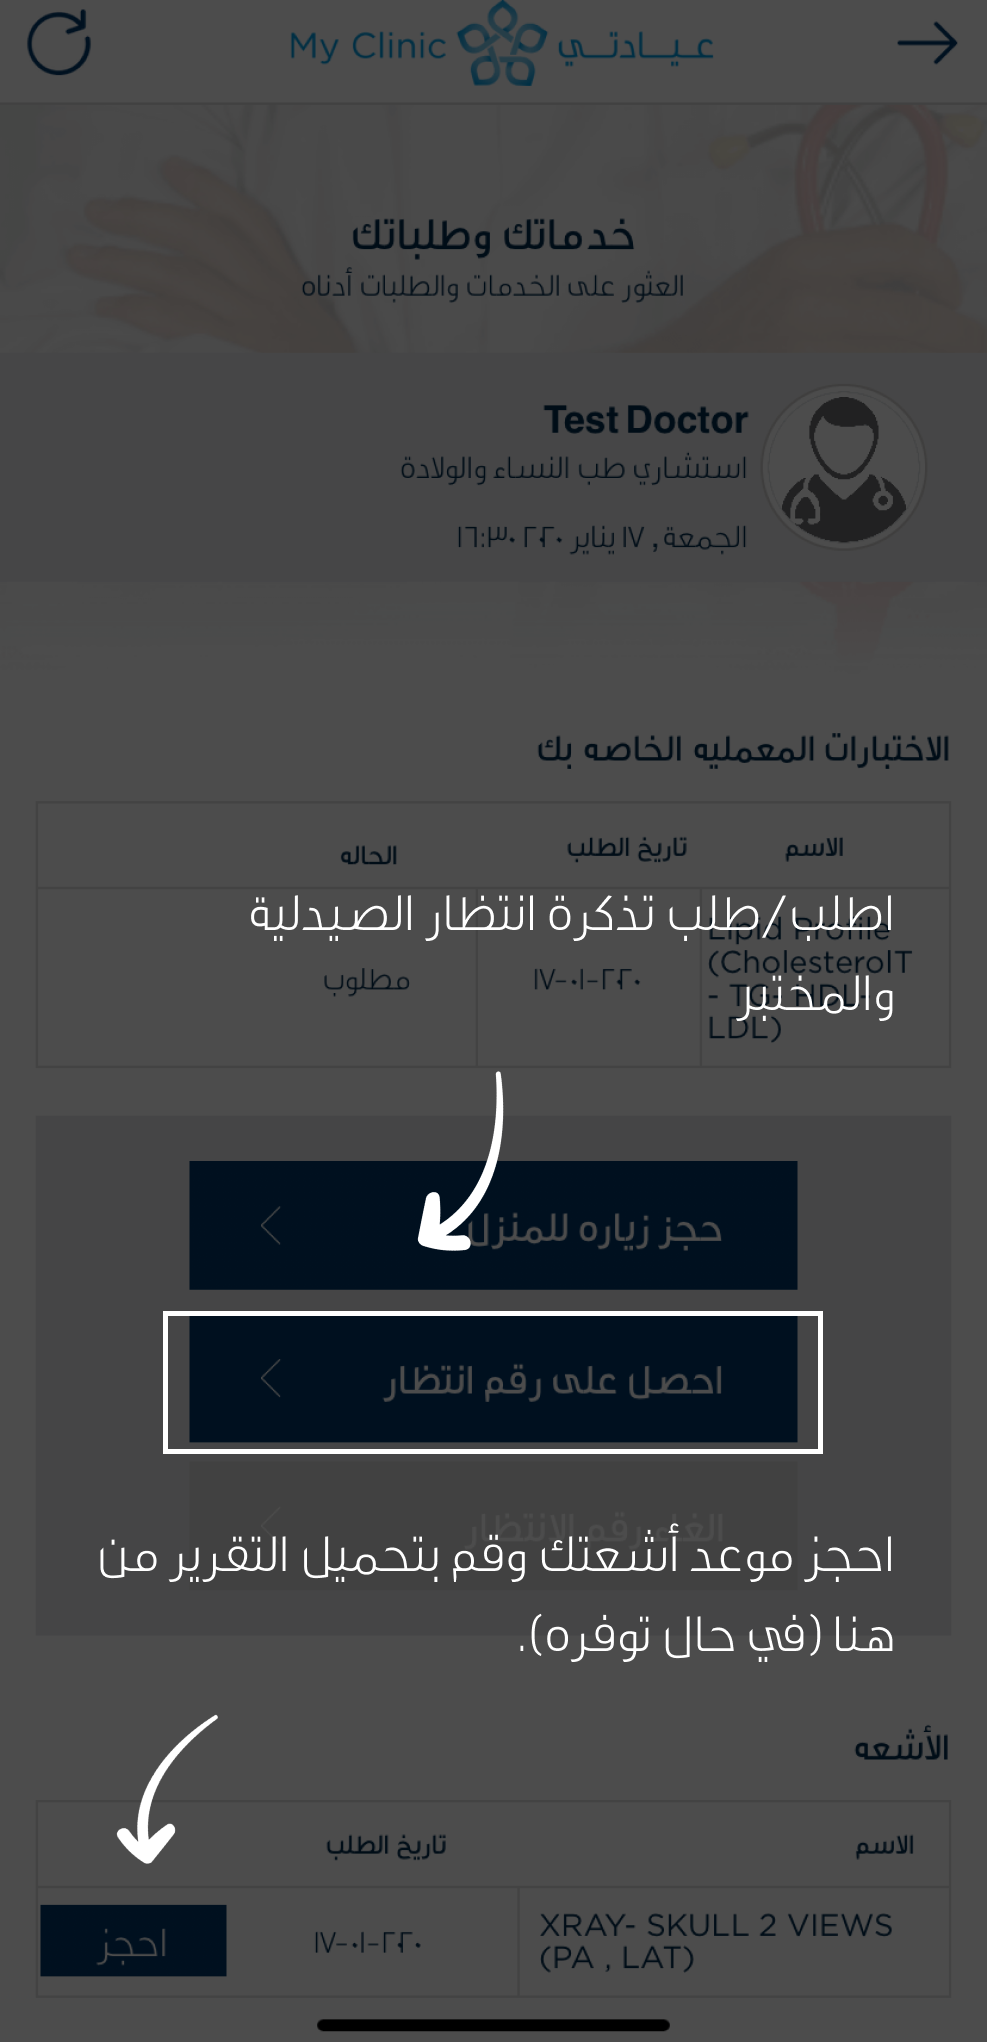 My Clinic عيادتي
خدماتك وطلباتك
العثور على الخدمات والطلبات أدناه
Test Doctor
استشاري طب النساء والولادة
الجمعة, ١٧ يناير ٢٠٢٠ ١٦:٣٠
الاختبارات المعمليه الخاصه بك
الاسم تاريخ الطلب الحاله
اطلب/طلب تذكرة انتظار الصيدلية
والمختبر
Lipid Profile
(CholesterolT
- TG- HDL-
LDL)
١٧-٠١-٢٠٢٠
مطلوب
حجز زياره للمنزل
احصل على رقم انتظار
الغاء رقم الانتظار
احجز موعد أشعتك وقم بتحميل التقرير من
هنا (في حال توفره).
الأشعه
الاسم تاريخ الطلب
XRAY- SKULL 2 VIEWS
(PA , LAT)
١٧-٠١-٢٠٢٠
احجز